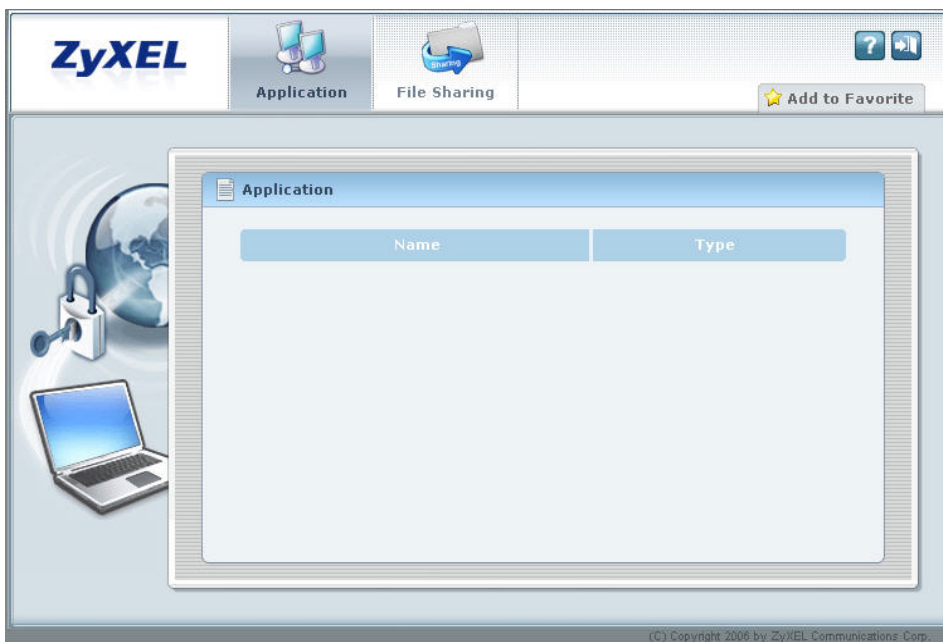 ZyXEL
Application
Sharing
File Sharing
?
Add to Favorite
Application
Name Type
(C) Copyright 2006 by ZyXEL Communications Corp.